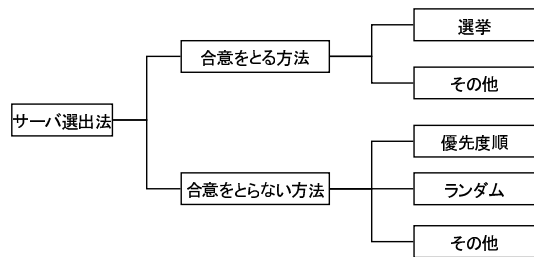 サーバ選出法
合意をとる方法
選挙
その他
合意をとらない方法
優先度順
ランダム
その他